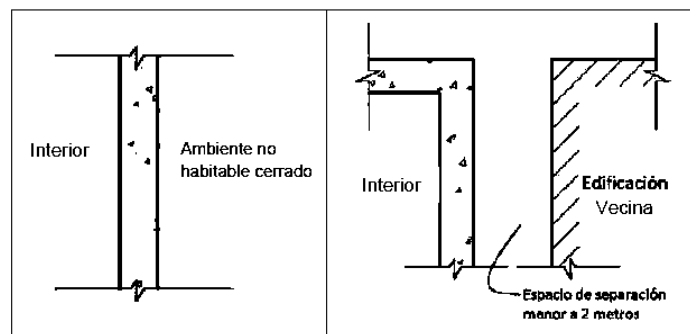 Interior
Ambiente no
habitable cerrado
Interior
Edificación
Vecina
Espacio de separación
menor a 2 metros